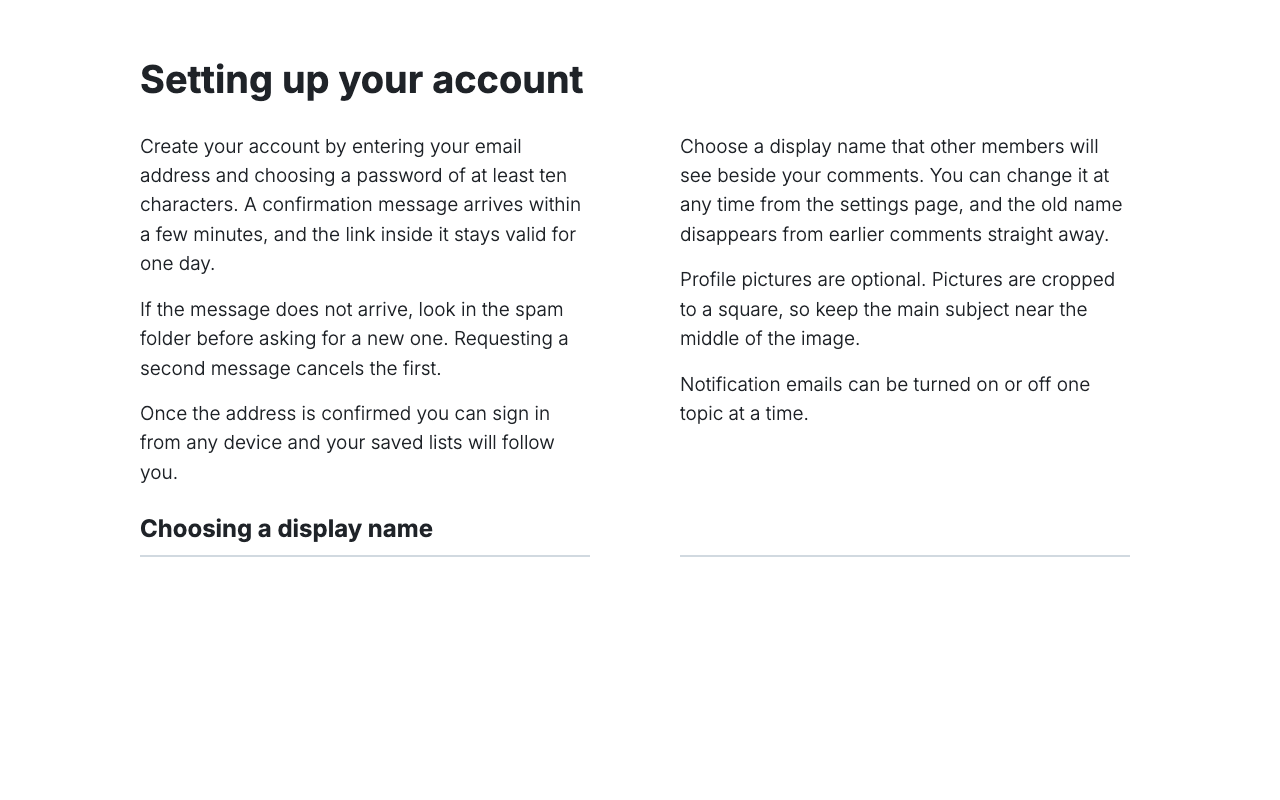 Setting up your account
Create your account by entering your email
address and choosing a password of at least ten
characters. A confirmation message arrives within
a few minutes, and the link inside it stays valid for
one day.
If the message does not arrive, look in the spam
folder before asking for a new one. Requesting a
second message cancels the first.
Once the address is confirmed you can sign in
from any device and your saved lists will follow
you.
Choosing a display name
Choose a display name that other members will
see beside your comments. You can change it at
any time from the settings page, and the old name
disappears from earlier comments straight away.
Profile pictures are optional. Pictures are cropped
to a square, so keep the main subject near the
middle of the image.
Notification emails can be turned on or off one
topic at a time.